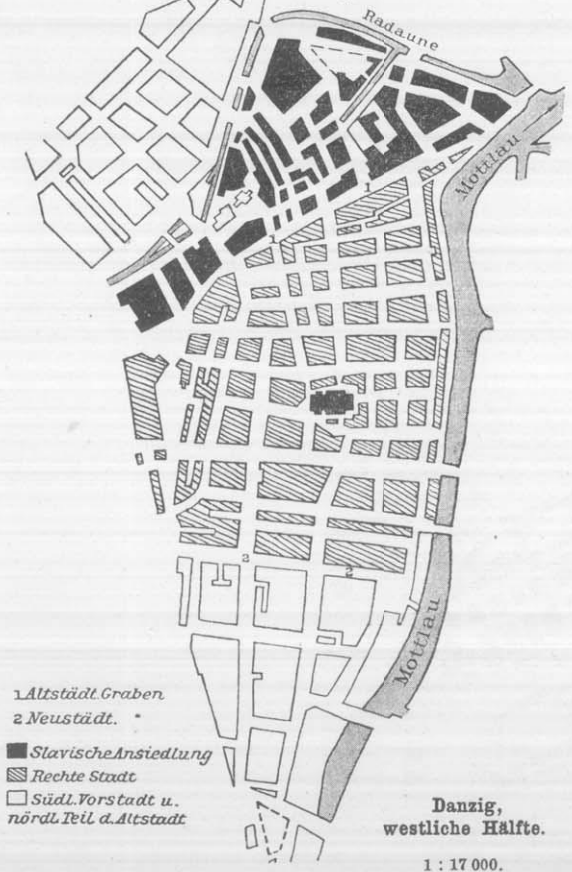 Radaune
Mottlau
1
1
2
2
Mottlau
1 Altstädt. Graben
2 Neustädt. "
Slavische Ansiedlung
Rechte Stadt
Südl. Vorstadt u.
nördl. Teil d. Altstadt
Danzig,
westliche Hälfte.
1 : 17 000.